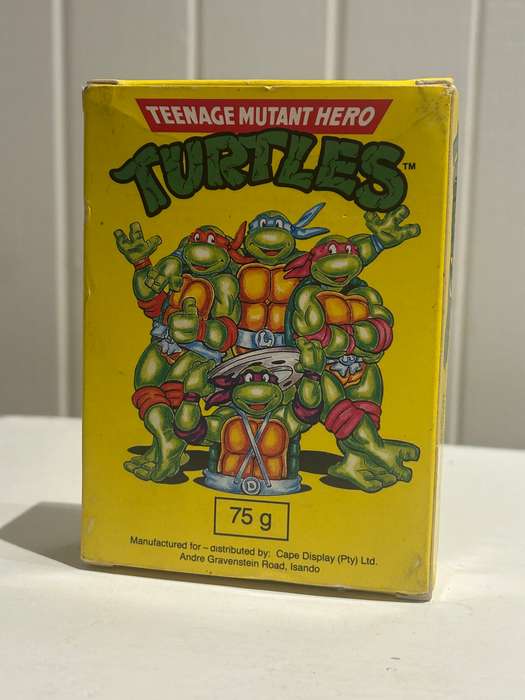 TEENAGE MUTANT HERO
TURTLES™
75 g
Manufactured for – distributed by: Cape Display (Pty) Ltd.
Andre Gravenstein Road, Isando